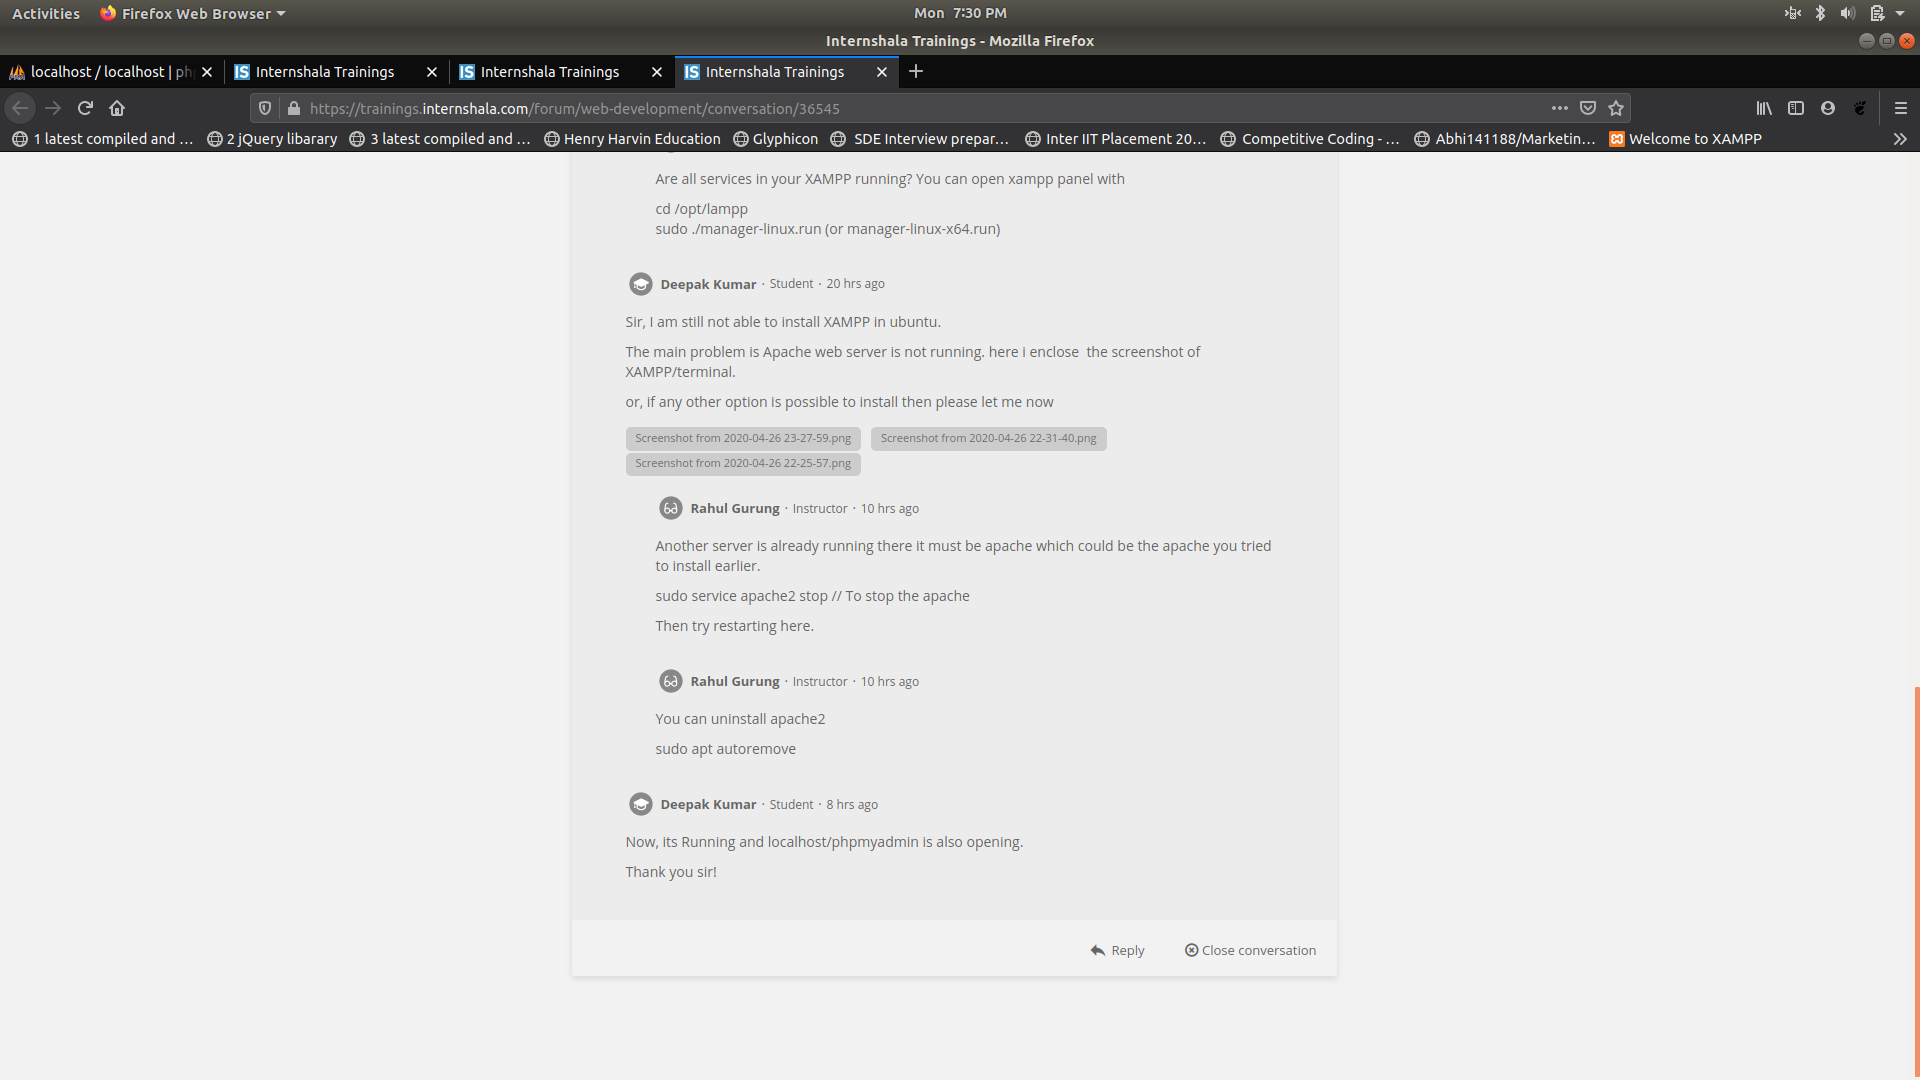 Activities Firefox Web Browser Mon 7:30 PM
Internshala Trainings - Mozilla Firefox
localhost / localhost | ph Internshala Trainings Internshala Trainings Internshala Trainings
https://trainings.internshala.com/forum/web-development/conversation/36545
1 latest compiled and ... 2 jQuery libarary 3 latest compiled and ... Henry Harvin Education Glyphicon SDE Interview prepar... Inter IIT Placement 20... Competitive Coding - ... Abhi141188/Marketin... Welcome to XAMPP
Are all services in your XAMPP running? You can open xampp panel with
cd /opt/lampp
sudo ./manager-linux.run (or manager-linux-x64.run)
Deepak Kumar · Student · 20 hrs ago
Sir, I am still not able to install XAMPP in ubuntu.
The main problem is Apache web server is not running. here i enclose  the screenshot of
XAMPP/terminal.
or, if any other option is possible to install then please let me now
Screenshot from 2020-04-26 23-27-59.png Screenshot from 2020-04-26 22-31-40.png
Screenshot from 2020-04-26 22-25-57.png
Rahul Gurung · Instructor · 10 hrs ago
Another server is already running there it must be apache which could be the apache you tried
to install earlier.
sudo service apache2 stop // To stop the apache
Then try restarting here.
Rahul Gurung · Instructor · 10 hrs ago
You can uninstall apache2
sudo apt autoremove
Deepak Kumar · Student · 8 hrs ago
Now, its Running and localhost/phpmyadmin is also opening.
Thank you sir!
Reply Close conversation